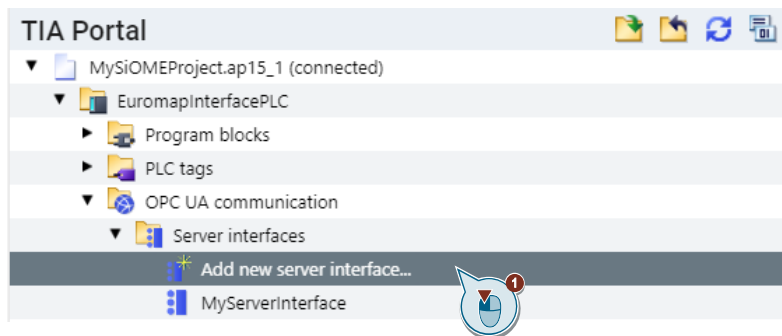 TIA Portal
MySiOMEProject.ap15_1 (connected)
EuromapInterfacePLC
Program blocks
PLC tags
OPC UA communication
Server interfaces
Add new server interface...
1
MyServerInterface